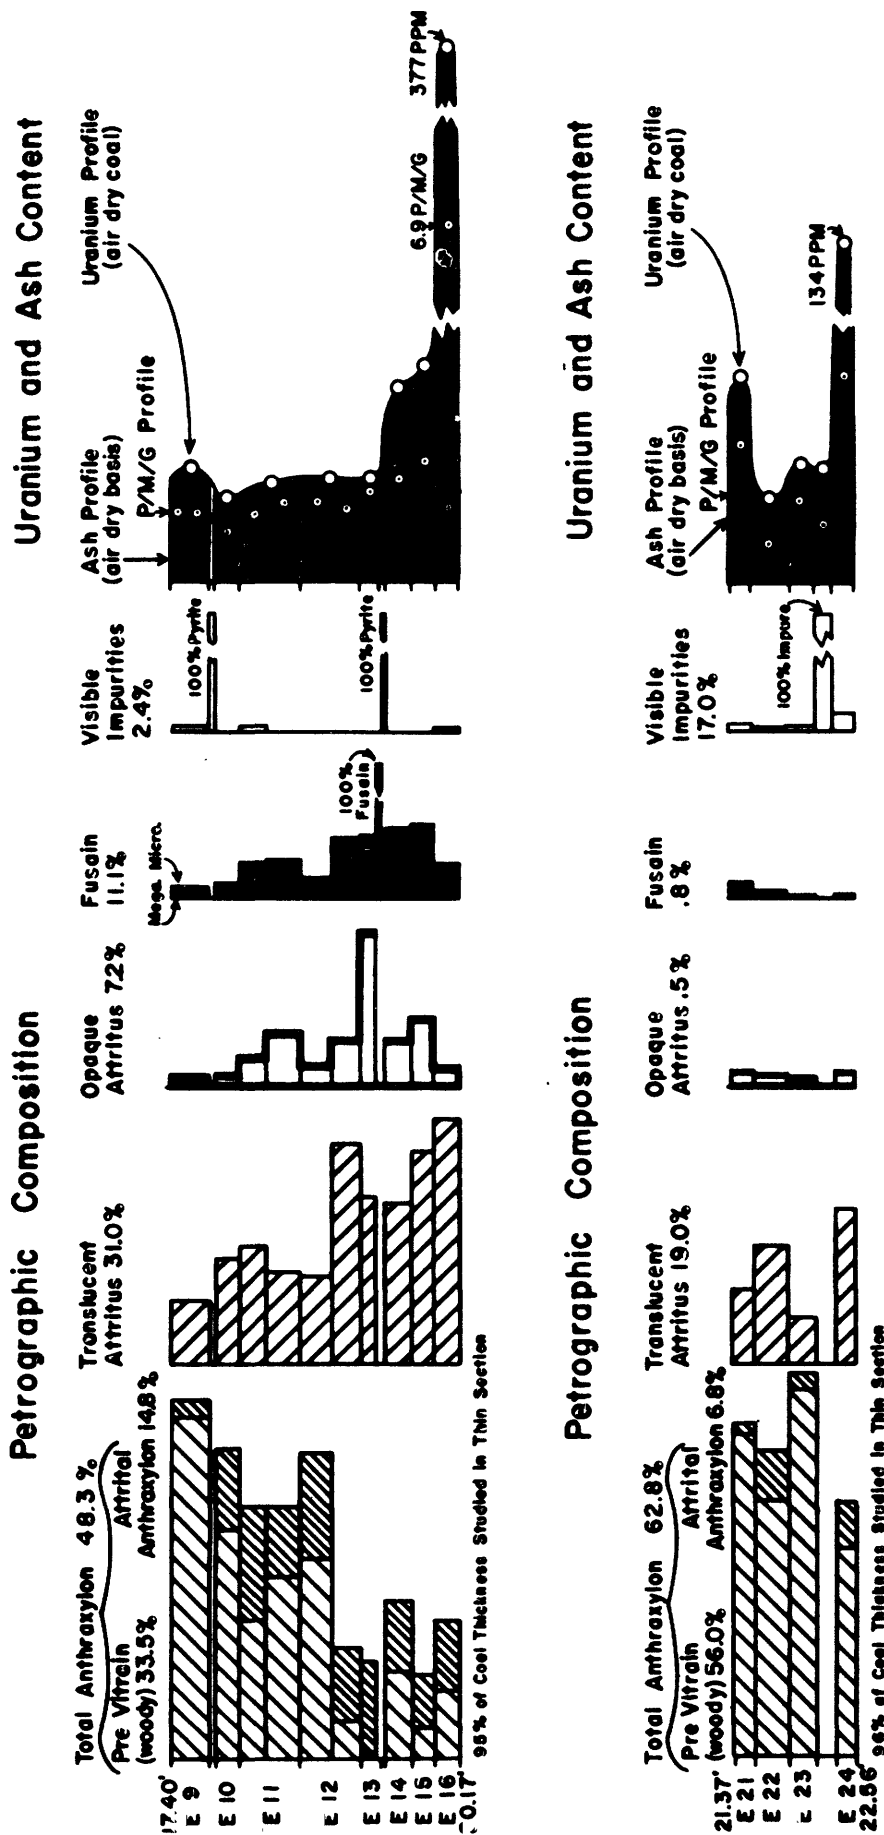 Petrographic Composition
Uranium and Ash Content
Total Anthraxylon 48.3 %
Pre Vitrain
(woody) 33.5%
Attrital
Anthraxylon 14.8%
Translucent
Attritus 31.0%
Opaque
Attritus 7.2%
Fusain
11.1%
Mega. Micro.
100%
Fusain
Visible
Impurities
2.4%
100% Pyrite
100% Pyrite
Ash Profile
(air dry basis)
P/M/G Profile
Uranium Profile
(air dry coal)
6.9 P/M/G
377 PPM
17.40'
E 9
E 10
E 11
E 12
E 13
E 14
E 15
E 16
0.17'
95% of Coal Thickness Studied in Thin Section
Petrographic Composition
Uranium and Ash Content
Total Anthraxylon 62.8%
Pre Vitrain
(woody) 56.0%
Attrital
Anthraxylon 6.8%
Translucent
Attritus 19.0%
Opaque
Attritus .5%
Fusain
.8%
Visible
Impurities
17.0%
100% Impure
Ash Profile
(air dry basis)
P/M/G Profile
Uranium Profile
(air dry coal)
134 PPM
21.37'
E 21
E 22
E 23
E 24
22.56'
96% of Coal Thickness Studied in Thin Section